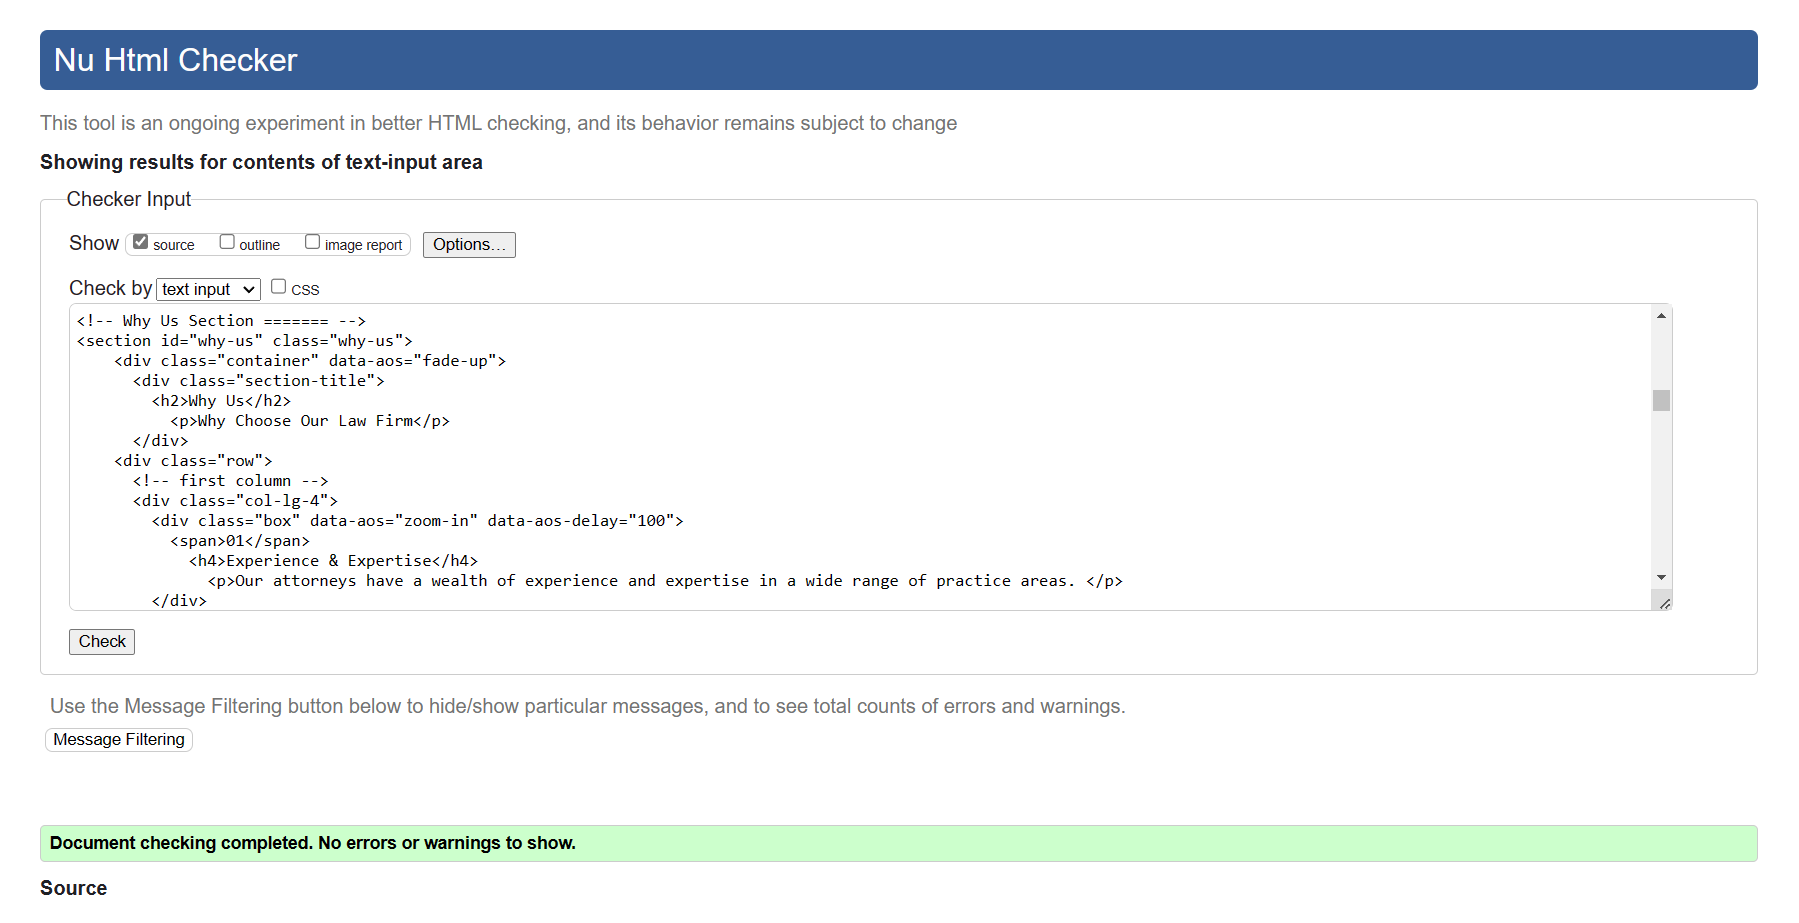 Nu Html Checker
This tool is an ongoing experiment in better HTML checking, and its behavior remains subject to change
Showing results for contents of text-input area
Checker Input
Show source outline image report Options...
Check by text input CSS
<!-- Why Us Section ======= -->
<section id="why-us" class="why-us">
    <div class="container" data-aos="fade-up">
      <div class="section-title">
        <h2>Why Us</h2>
          <p>Why Choose Our Law Firm</p>
      </div>
    <div class="row">
      <!-- first column -->
      <div class="col-lg-4">
        <div class="box" data-aos="zoom-in" data-aos-delay="100">
          <span>01</span>
            <h4>Experience & Expertise</h4>
              <p>Our attorneys have a wealth of experience and expertise in a wide range of practice areas. </p>
        </div>
Check
Use the Message Filtering button below to hide/show particular messages, and to see total counts of errors and warnings.
Message Filtering
Document checking completed. No errors or warnings to show.
Source